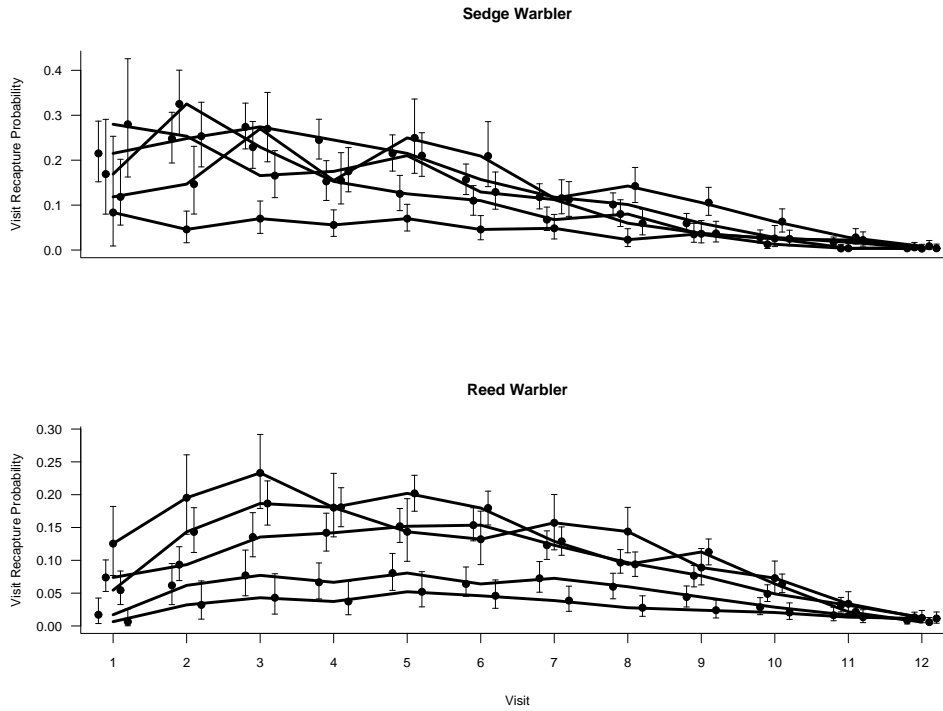 Sedge Warbler
Visit Recapture Probability
0.4
0.3
0.2
0.1
0.0
Reed Warbler
Visit Recapture Probability
0.30
0.25
0.20
0.15
0.10
0.05
0.00
1 2 3 4 5 6 7 8 9 10 11 12
Visit